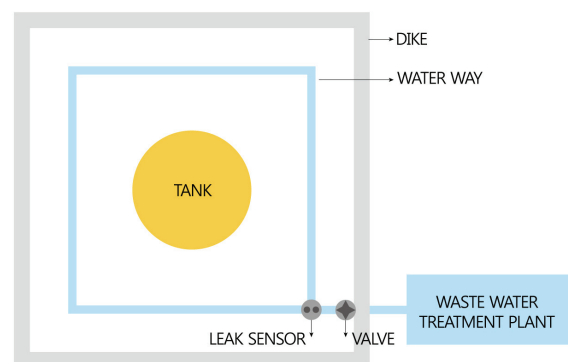 DIKE
WATER WAY
TANK
WASTE WATER
TREATMENT PLANT
LEAK SENSOR
VALVE